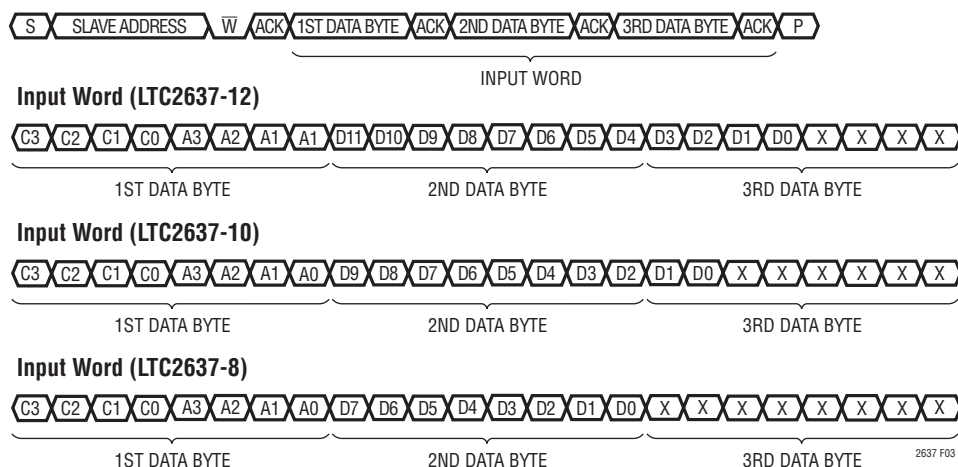 S SLAVE ADDRESS W ACK 1ST DATA BYTE ACK 2ND DATA BYTE ACK 3RD DATA BYTE ACK P
INPUT WORD
Input Word (LTC2637-12)
C3 C2 C1 C0 A3 A2 A1 A1 D11 D10 D9 D8 D7 D6 D5 D4 D3 D2 D1 D0 X X X X
1ST DATA BYTE 2ND DATA BYTE 3RD DATA BYTE
Input Word (LTC2637-10)
C3 C2 C1 C0 A3 A2 A1 A0 D9 D8 D7 D6 D5 D4 D3 D2 D1 D0 X X X X X X
1ST DATA BYTE 2ND DATA BYTE 3RD DATA BYTE
Input Word (LTC2637-8)
C3 C2 C1 C0 A3 A2 A1 A0 D7 D6 D5 D4 D3 D2 D1 D0 X X X X X X X X
1ST DATA BYTE 2ND DATA BYTE 3RD DATA BYTE 2637 F03